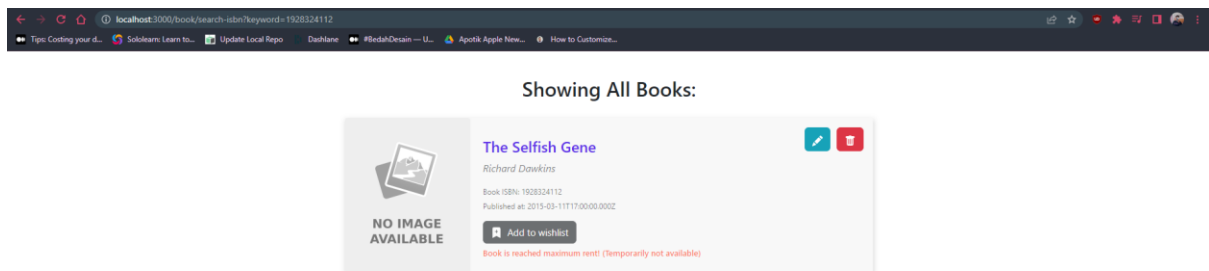 localhost:3000/book/search-isbn?keyword=1928324112
Tips: Costing your d... Sololearn: Learn to... Update Local Repo Dashlane #BedahDesain — U... Apotik Apple New... How to Customize...
Showing All Books:
The Selfish Gene
Richard Dawkins
Book ISBN: 1928324112
Published at: 2015-03-11T17:00:00.000Z
NO IMAGE
AVAILABLE
Add to wishlist
Book is reached maximum rent! (Temporarily not available)